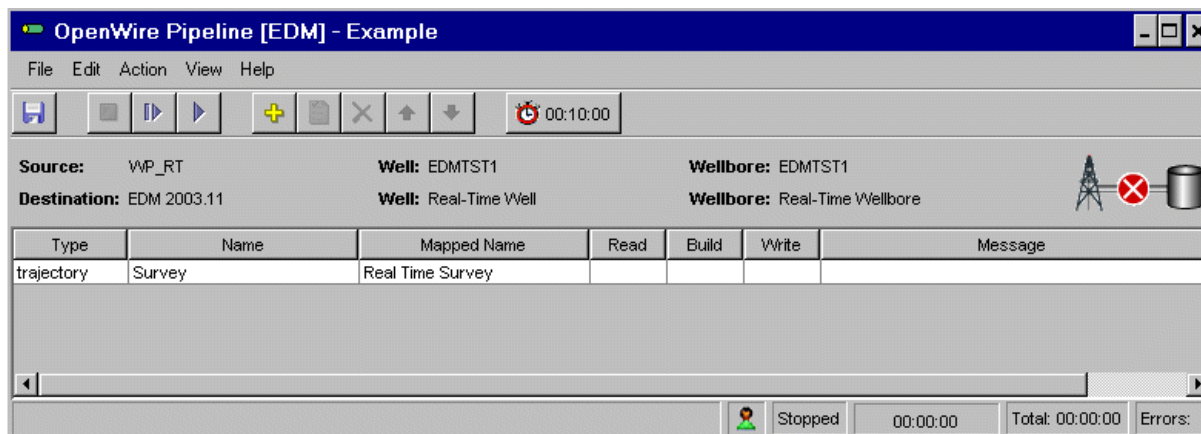 OpenWire Pipeline [EDM] - Example
File Edit Action View Help
00:10:00
Source: WP_RT Well: EDMTST1 Wellbore: EDMTST1
Destination: EDM 2003.11 Well: Real-Time Well Wellbore: Real-Time Wellbore
Type Name Mapped Name Read Build Write Message
trajectory Survey Real Time Survey
Stopped 00:00:00 Total: 00:00:00 Errors: